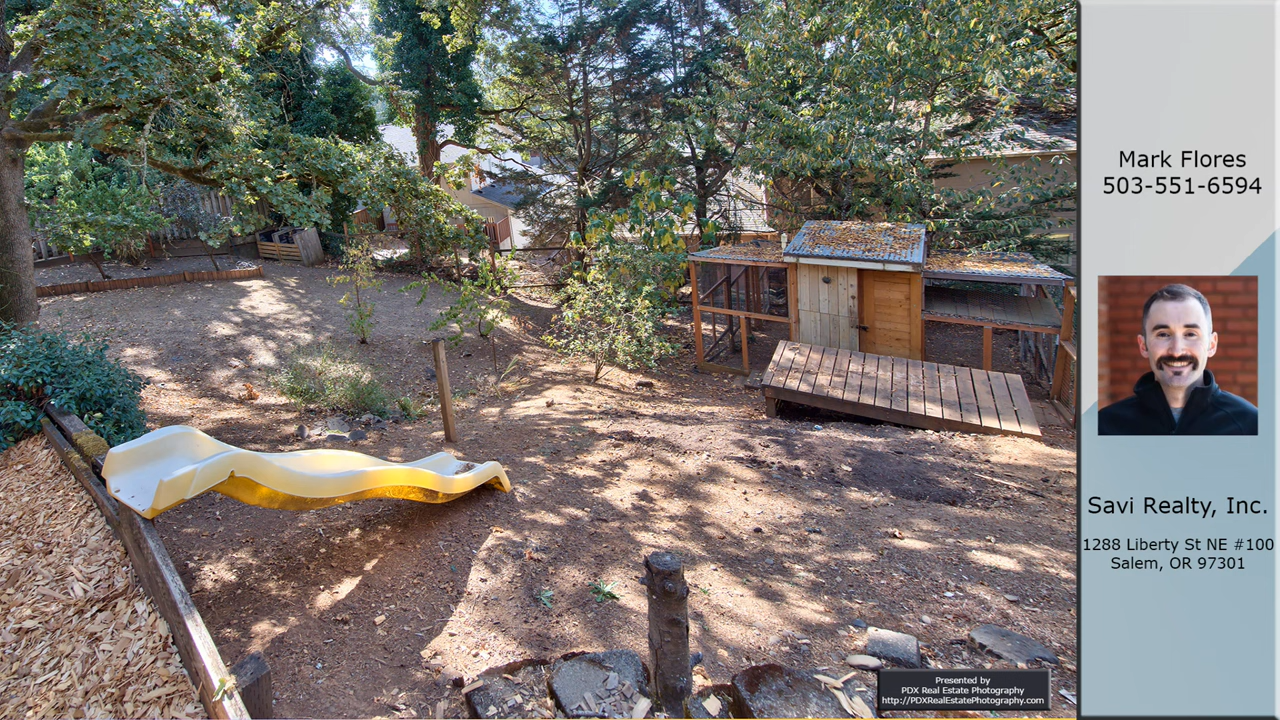 Mark Flores
503-551-6594
Savi Realty, Inc.
1288 Liberty St NE #100
Salem, OR 97301
Presented by
PDX Real Estate Photography
http://PDXRealEstatePhotography.com